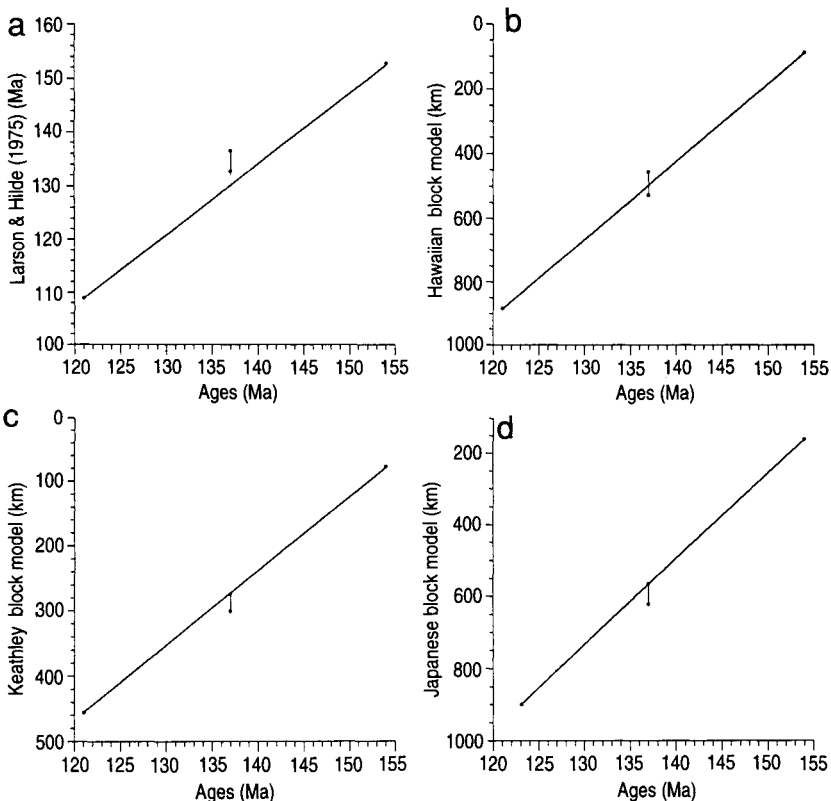 a
Larson & Hilde (1975) (Ma)
160
150
140
130
120
110
100
120 125 130 135 140 145 150 155
Ages (Ma)
b
Hawaiian block model (km)
0
200
400
600
800
1000
120 125 130 135 140 145 150 155
Ages (Ma)
c
Keathley block model (km)
0
100
200
300
400
500
120 125 130 135 140 145 150 155
Ages (Ma)
d
Japanese block model (km)
200
400
600
800
1000
120 125 130 135 140 145 150 155
Ages (Ma)